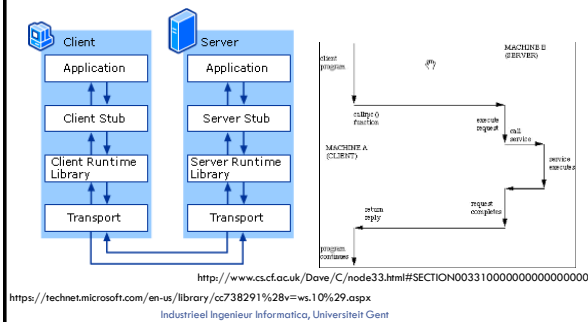 Client
Application
Client Stub
Client Runtime
Library
Transport
Server
Application
Server Stub
Server Runtime
Library
Transport
client
program
MACHINE B
(SERVER)
callrpc()
function
execute
request
call
service
MACHINE A
(CLIENT)
service
executes
return
reply
request
completes
program
continues
http://www.cs.cf.ac.uk/Dave/C/node33.html#SECTION0033100000000000000000
https://technet.microsoft.com/en-us/library/cc738291%28v=ws.10%29.aspx
Industrieel Ingenieur Informatica, Universiteit Gent